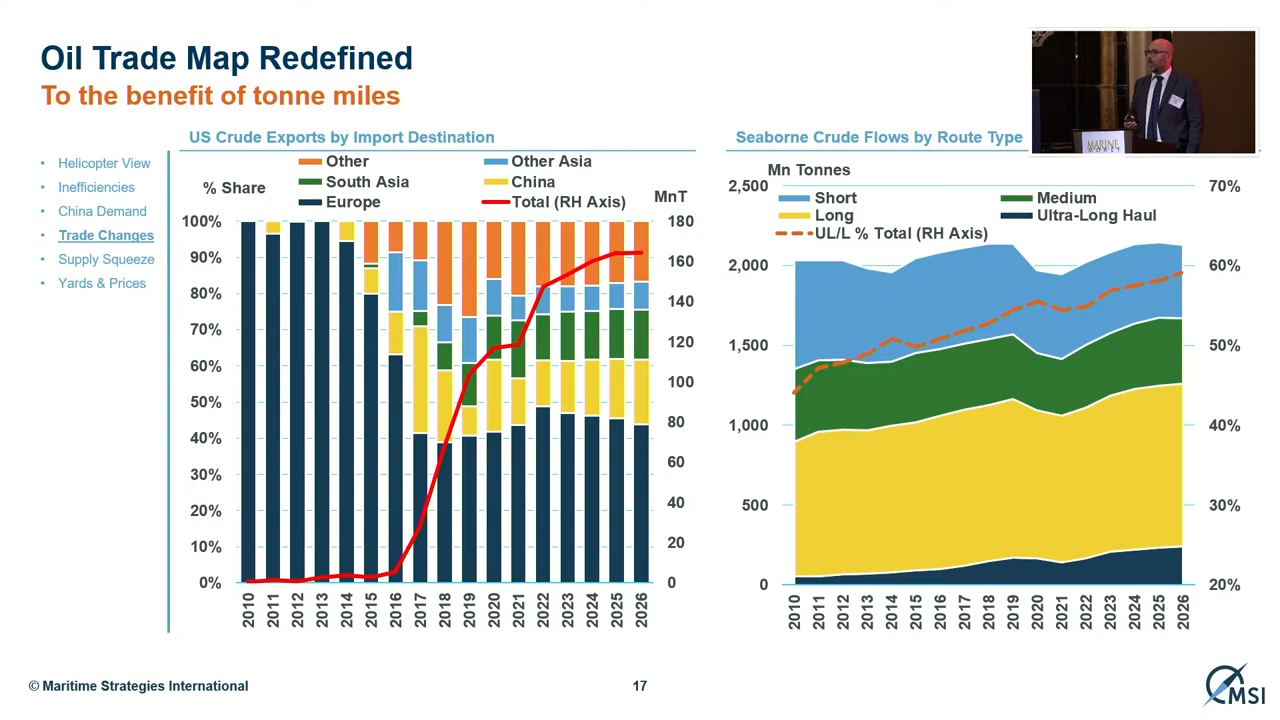 Oil Trade Map Redefined
To the benefit of tonne miles
• Helicopter View
• Inefficiencies
• China Demand
• Trade Changes
• Supply Squeeze
• Yards & Prices
US Crude Exports by Import Destination
Other
Other Asia
South Asia
China
Europe
Total (RH Axis)
% Share
MnT
100%
90%
80%
70%
60%
50%
40%
30%
20%
10%
0%
180
160
140
120
100
80
60
40
20
0
2010 2011 2012 2013 2014 2015 2016 2017 2018 2019 2020 2021 2022 2023 2024 2025 2026
Seaborne Crude Flows by Route Type
Mn Tonnes
Short
Medium
Long
Ultra-Long Haul
UL/L % Total (RH Axis)
2,500
2,000
1,500
1,000
500
0
70%
60%
50%
40%
30%
20%
2010 2011 2012 2013 2014 2015 2016 2017 2018 2019 2020 2021 2022 2023 2024 2025 2026
MARINE
MONEY
© Maritime Strategies International
17
MSI